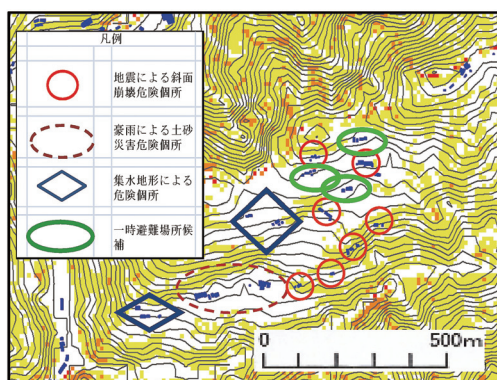 凡例
地震による斜面
崩壊危険個所
豪雨による土砂
災害危険個所
集水地形による
危険個所
一時避難場所候
補
0
500m